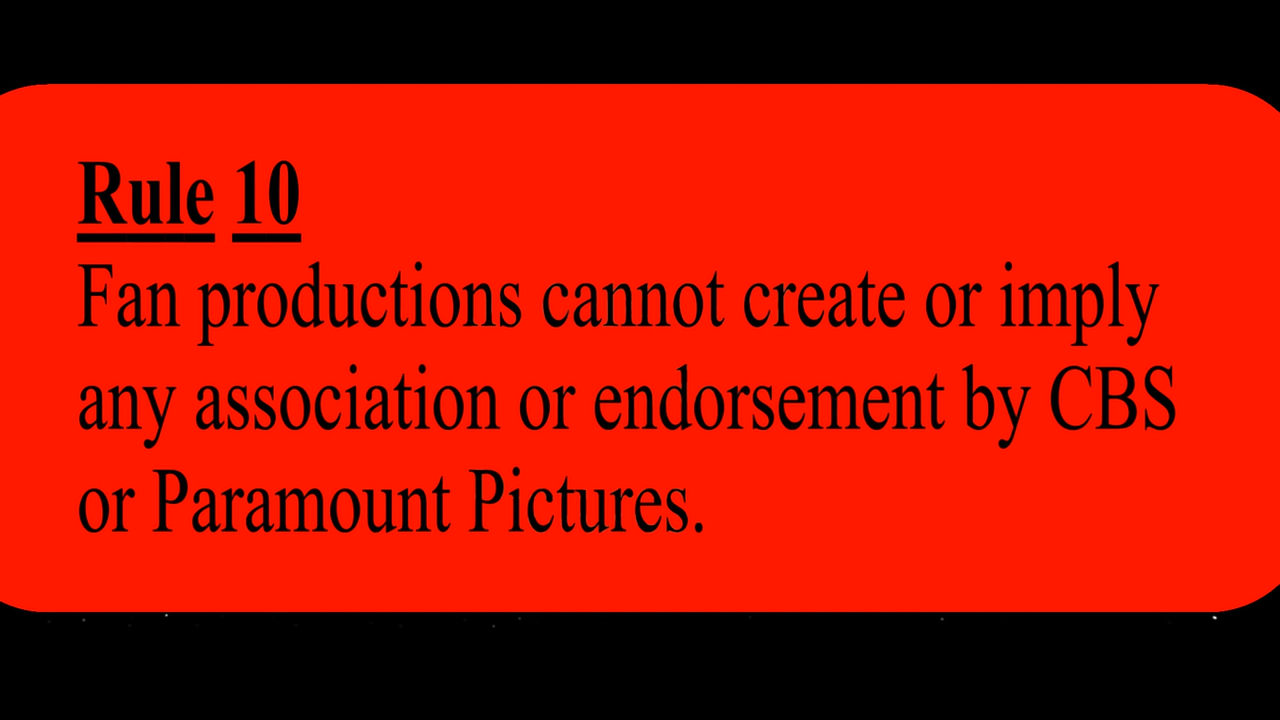 Rule 10
Fan productions cannot create or imply
any association or endorsement by CBS
or Paramount Pictures.